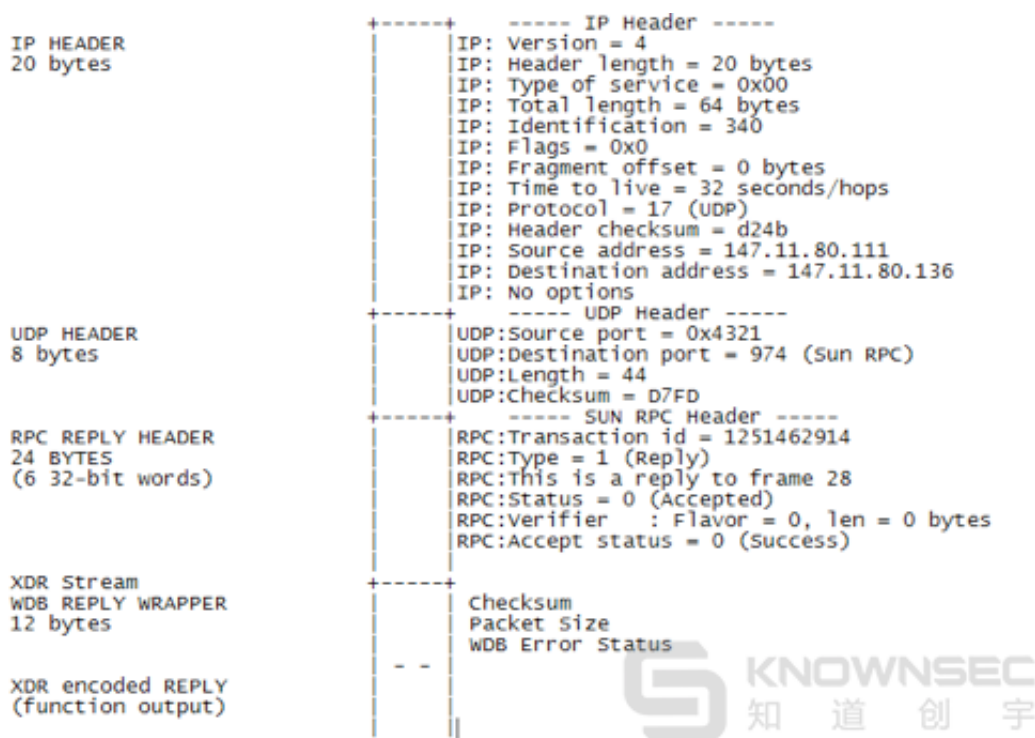 +-----+ ----- IP Header -----
IP HEADER | |IP: Version = 4
20 bytes | |IP: Header length = 20 bytes
| |IP: Type of service = 0x00
| |IP: Total length = 64 bytes
| |IP: Identification = 340
| |IP: Flags = 0x0
| |IP: Fragment offset = 0 bytes
| |IP: Time to live = 32 seconds/hops
| |IP: Protocol = 17 (UDP)
| |IP: Header checksum = d24b
| |IP: Source address = 147.11.80.111
| |IP: Destination address = 147.11.80.136
| |IP: No options
+-----+ ----- UDP Header -----
UDP HEADER | |UDP:Source port = 0x4321
8 bytes | |UDP:Destination port = 974 (Sun RPC)
| |UDP:Length = 44
| |UDP:Checksum = D7FD
+-----+ ----- SUN RPC Header -----
RPC REPLY HEADER | |RPC:Transaction id = 1251462914
24 BYTES | |RPC:Type = 1 (Reply)
(6 32-bit words) | |RPC:This is a reply to frame 28
| |RPC:Status = 0 (Accepted)
| |RPC:Verifier : Flavor = 0, len = 0 bytes
| |RPC:Accept status = 0 (Success)
| |
XDR Stream +-----+
WDB REPLY WRAPPER | | Checksum
12 bytes | | Packet Size
| | WDB Error Status
| - - |
XDR encoded REPLY | |
(function output) | |
| ||
KNOWNSEC
知道创宇